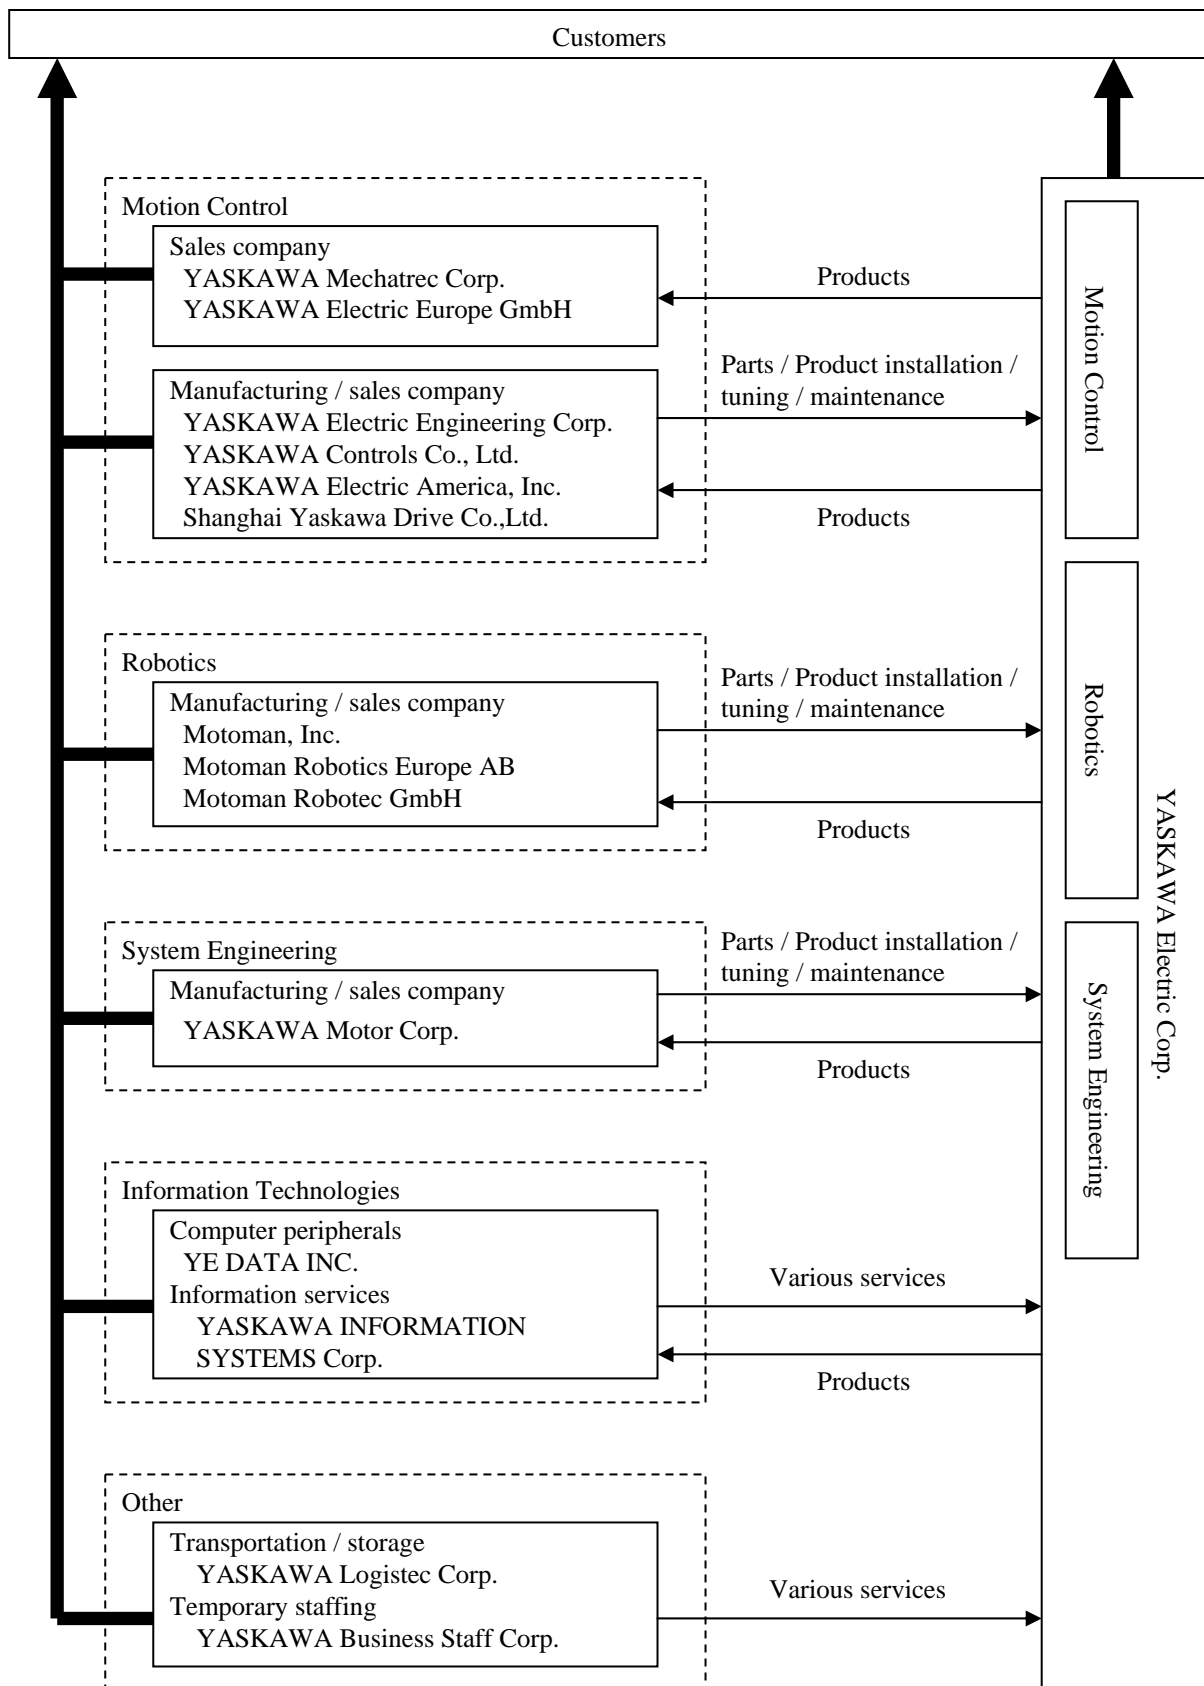 Customers
Motion Control
Sales company
YASKAWA Mechatrec Corp.
YASKAWA Electric Europe GmbH
Products
Manufacturing / sales company
YASKAWA Electric Engineering Corp.
YASKAWA Controls Co., Ltd.
YASKAWA Electric America, Inc.
Shanghai Yaskawa Drive Co.,Ltd.
Parts / Product installation /
tuning / maintenance
Products
Motion Control
Robotics
Manufacturing / sales company
Motoman, Inc.
Motoman Robotics Europe AB
Motoman Robotec GmbH
Parts / Product installation /
tuning / maintenance
Products
Robotics
System Engineering
Manufacturing / sales company
YASKAWA Motor Corp.
Parts / Product installation /
tuning / maintenance
Products
System Engineering
YASKAWA Electric Corp.
Information Technologies
Computer peripherals
YE DATA INC.
Information services
YASKAWA INFORMATION
SYSTEMS Corp.
Various services
Products
Other
Transportation / storage
YASKAWA Logistec Corp.
Temporary staffing
YASKAWA Business Staff Corp.
Various services